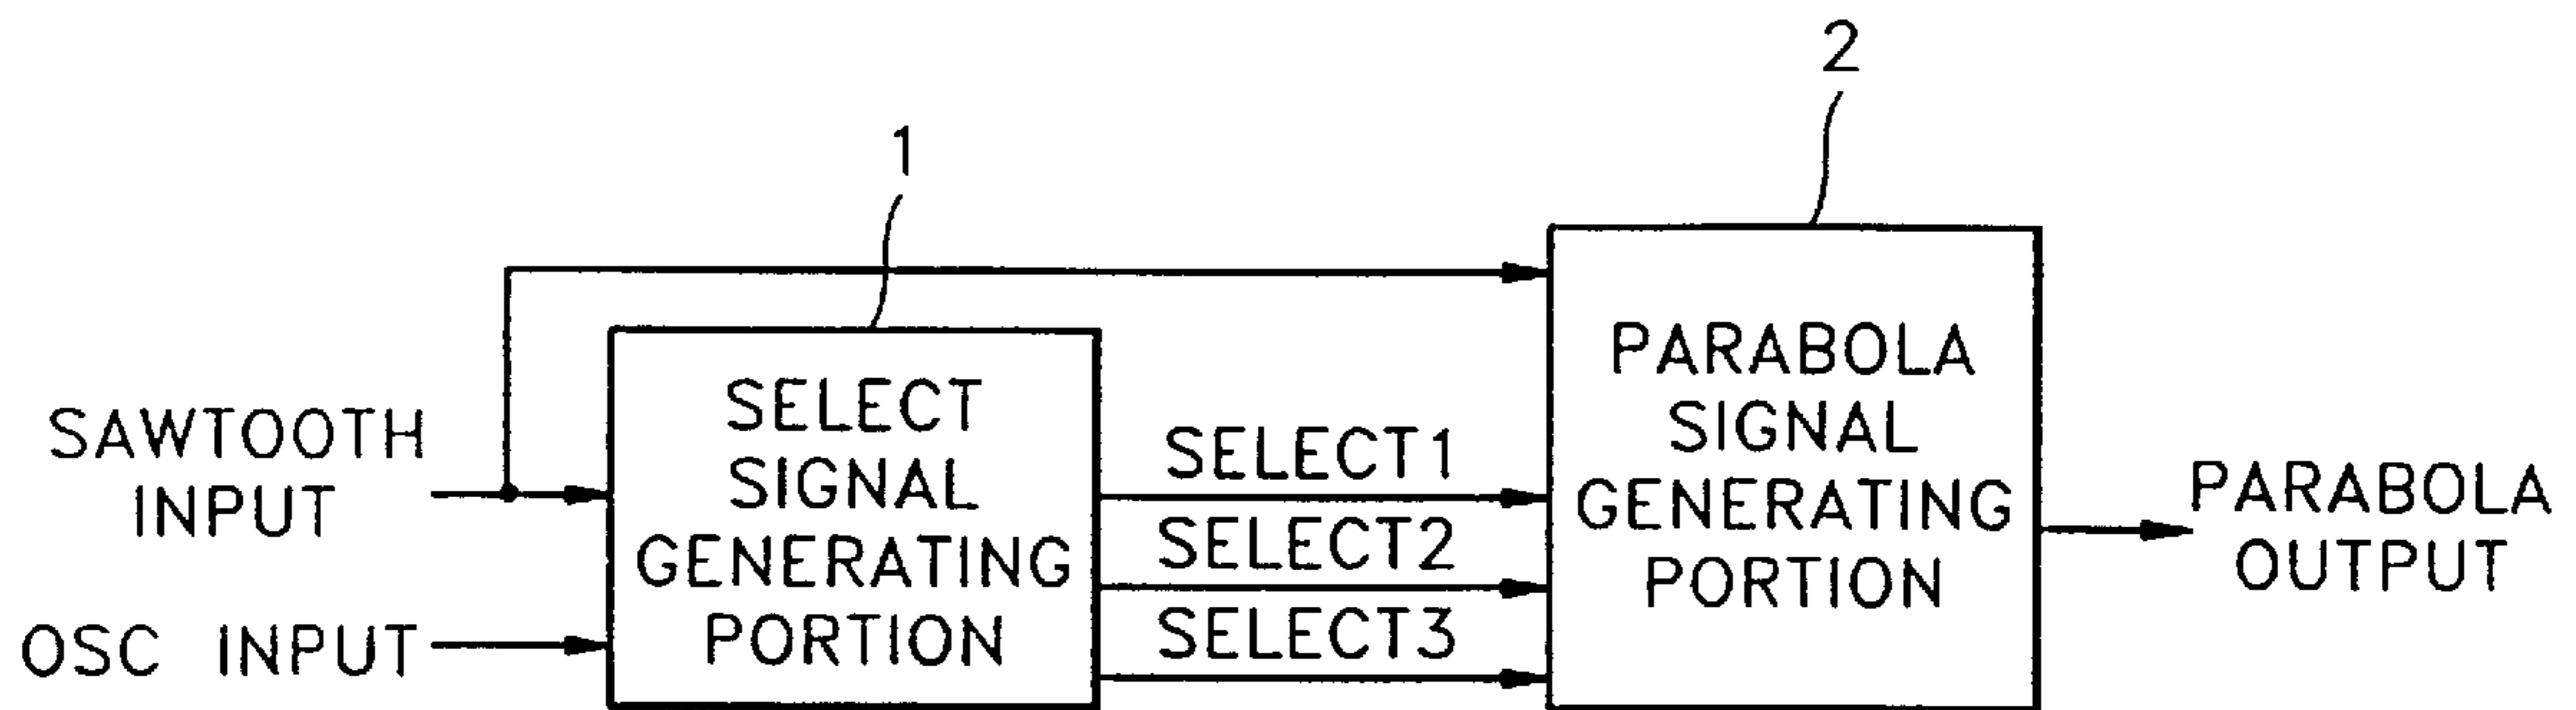 2
1
SAWTOOTH
INPUT
OSC INPUT
SELECT
SIGNAL
GENERATING
PORTION
SELECT1
SELECT2
SELECT3
PARABOLA
SIGNAL
GENERATING
PORTION
PARABOLA
OUTPUT